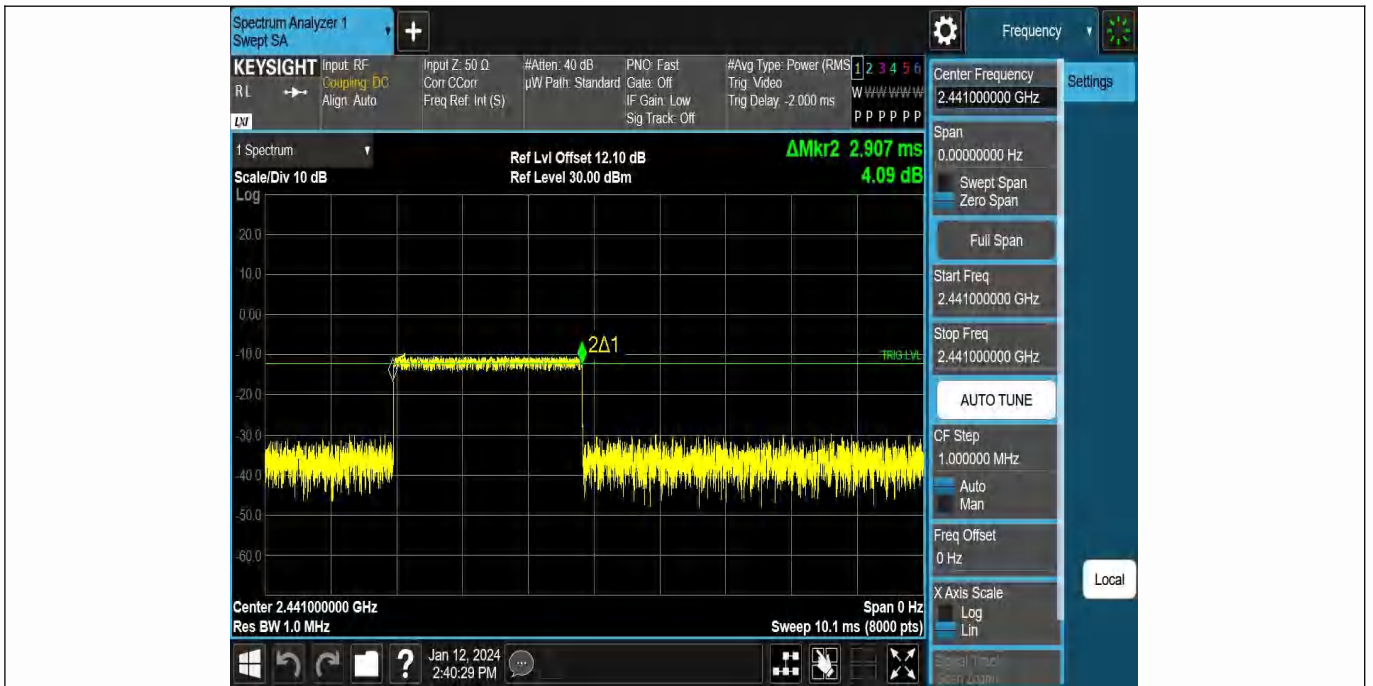 Spectrum Analyzer 1
Swept SA
+
Frequency
KEYSIGHT
R L
LXI
Input: RF
Coupling: DC
Align: Auto
Input Z: 50 Ω
Corr CCorr
Freq Ref: Int (S)
#Atten: 40 dB
µW Path: Standard
PNO: Fast
Gate: Off
IF Gain: Low
Sig Track: Off
#Avg Type: Power (RMS
Trig: Video
Trig Delay: -2.000 ms
1 2 3 4 5 6
W W W W W W
P P P P P P
Center Frequency
2.441000000 GHz
Settings
1 Spectrum
Scale/Div 10 dB
Log
Ref Lvl Offset 12.10 dB
Ref Level 30.00 dBm
ΔMkr2 2.907 ms
4.09 dB
Span
0.00000000 Hz
Swept Span
Zero Span
Full Span
Start Freq
2.441000000 GHz
Stop Freq
2.441000000 GHz
AUTO TUNE
CF Step
1.000000 MHz
Auto
Man
Freq Offset
0 Hz
X Axis Scale
Log
Lin
Signal Track
Local
20.0
10.0
0.00
-10.0
-20.0
-30.0
-40.0
-50.0
-60.0
2Δ1
TRIG LVL
Center 2.441000000 GHz
Res BW 1.0 MHz
Span 0 Hz
Sweep 10.1 ms (8000 pts)
?
Jan 12, 2024
2:40:29 PM